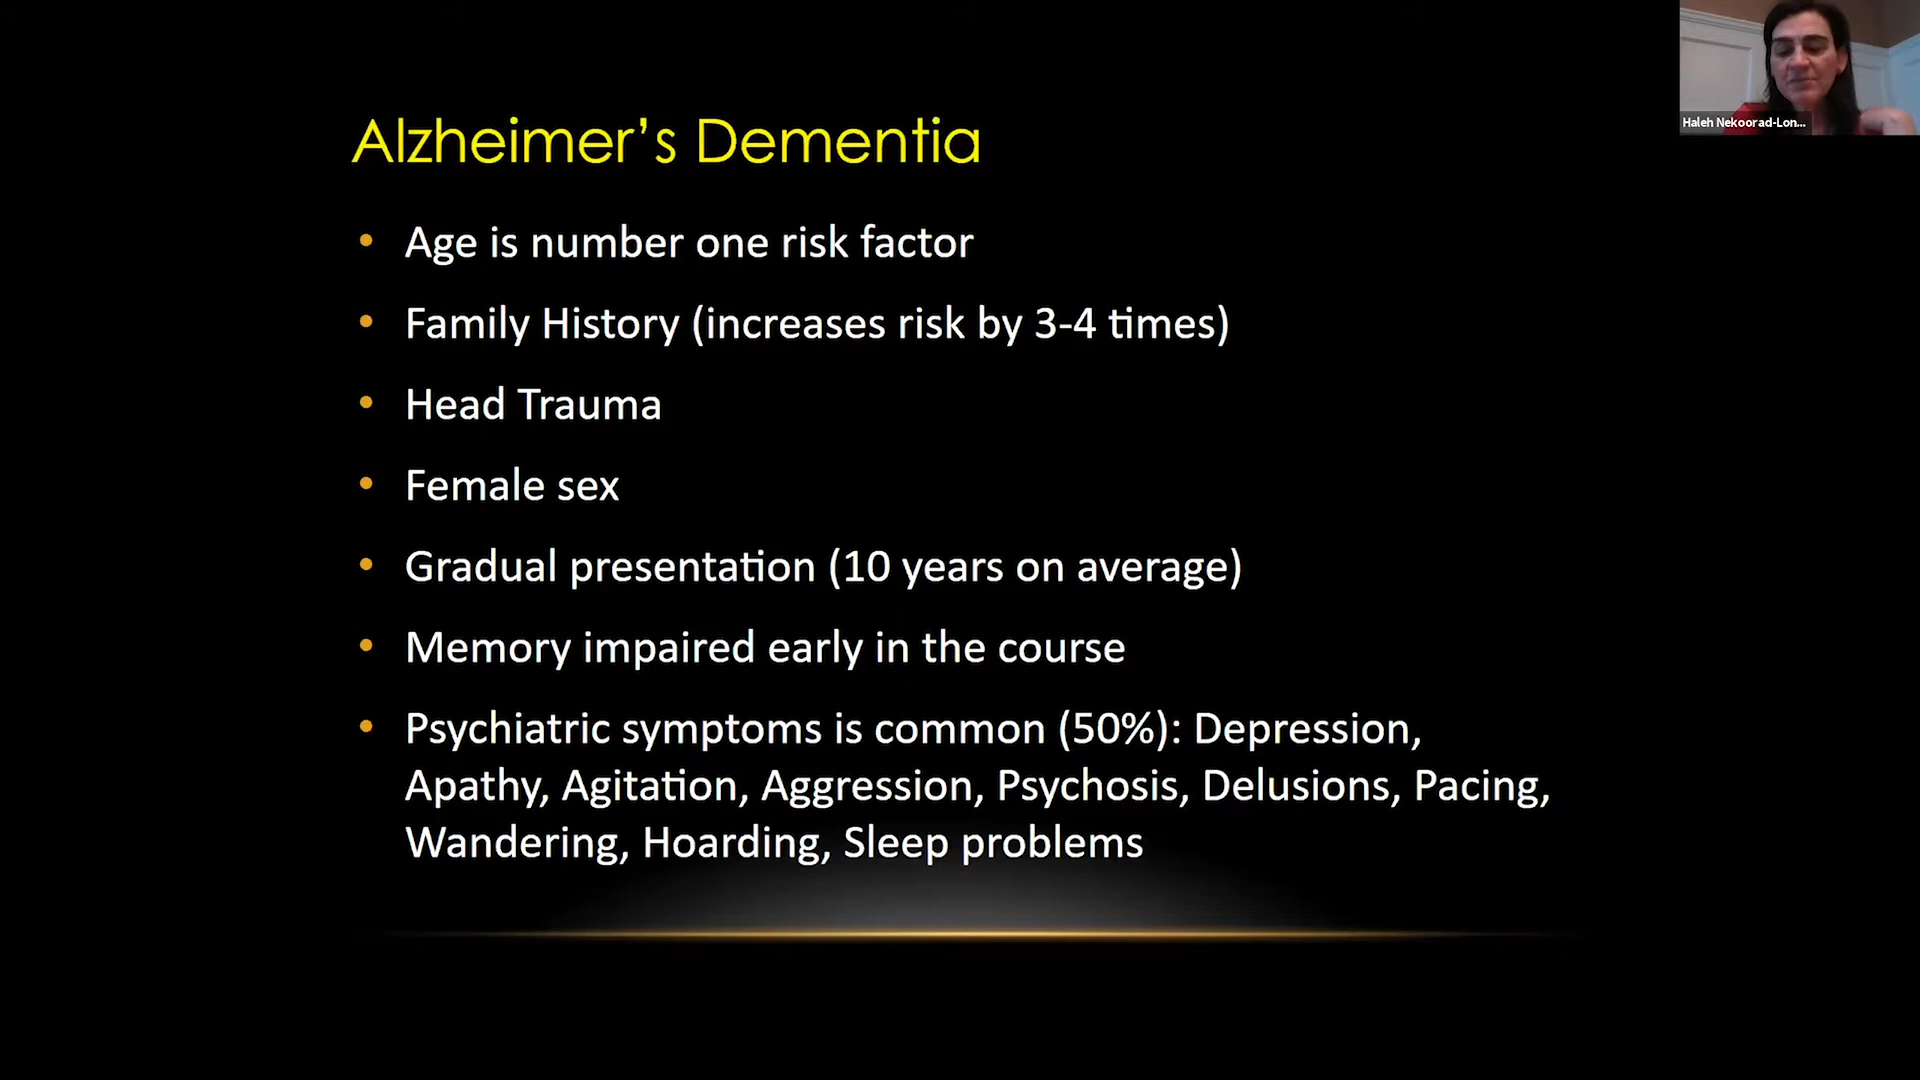 Haleh Nekoorad-Lon...
Alzheimer’s Dementia
• Age is number one risk factor
• Family History (increases risk by 3-4 times)
• Head Trauma
• Female sex
• Gradual presentation (10 years on average)
• Memory impaired early in the course
• Psychiatric symptoms is common (50%): Depression,
Apathy, Agitation, Aggression, Psychosis, Delusions, Pacing,
Wandering, Hoarding, Sleep problems